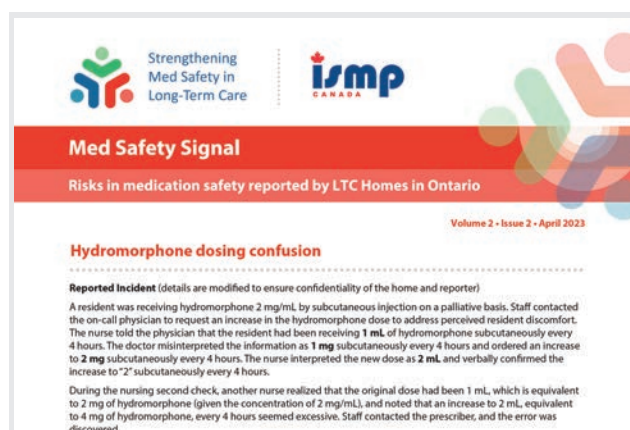 Strengthening
Med Safety in
Long-Term Care
ismp
CANADA
Med Safety Signal
Risks in medication safety reported by LTC Homes in Ontario
Volume 2 • Issue 2 • April 2023
Hydromorphone dosing confusion
Reported Incident (details are modified to ensure confidentiality of the home and reporter)
A resident was receiving hydromorphone 2 mg/mL by subcutaneous injection on a palliative basis. Staff contacted
the on-call physician to request an increase in the hydromorphone dose to address perceived resident discomfort.
The nurse told the physician that the resident had been receiving 1 mL of hydromorphone subcutaneously every
4 hours. The doctor misinterpreted the information as 1 mg subcutaneously every 4 hours and ordered an increase
to 2 mg subcutaneously every 4 hours. The nurse interpreted the new dose as 2 mL and verbally confirmed the
increase to "2" subcutaneously every 4 hours.
During the nursing second check, another nurse realized that the original dose had been 1 mL, which is equivalent
to 2 mg of hydromorphone (given the concentration of 2 mg/mL), and noted that an increase to 2 mL, equivalent
to 4 mg of hydromorphone, every 4 hours seemed excessive. Staff contacted the prescriber, and the error was
discovered